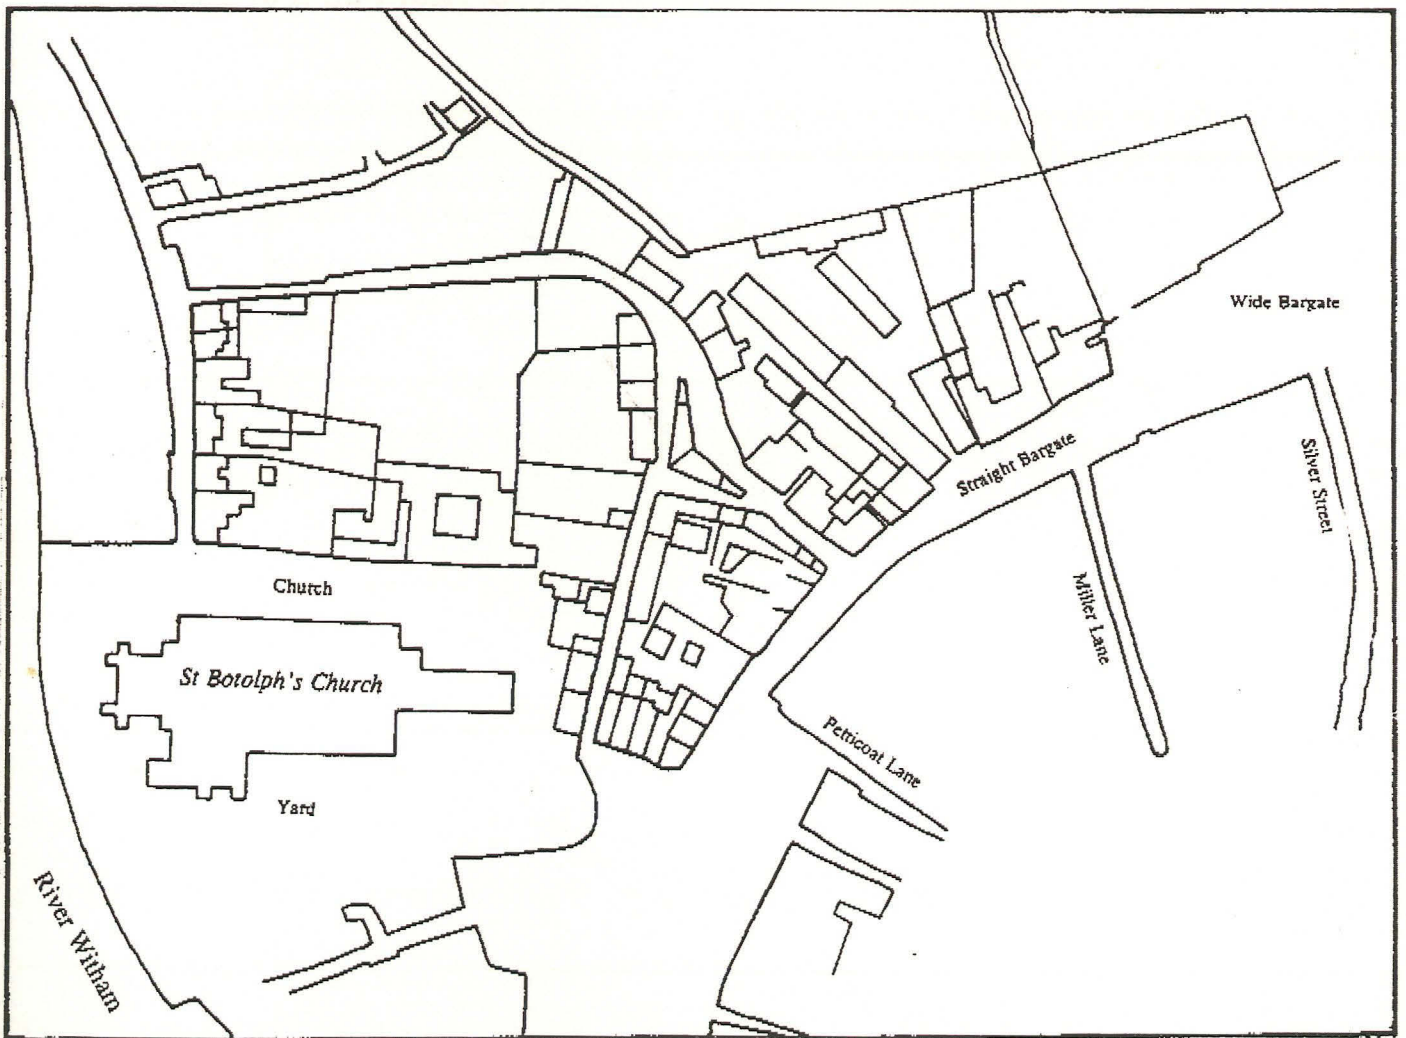 Wide Bargate
Straight Bargate
Silver Street
Church
Miller Lane
St Botolph's Church
Petticoat Lane
Yard
River Witham